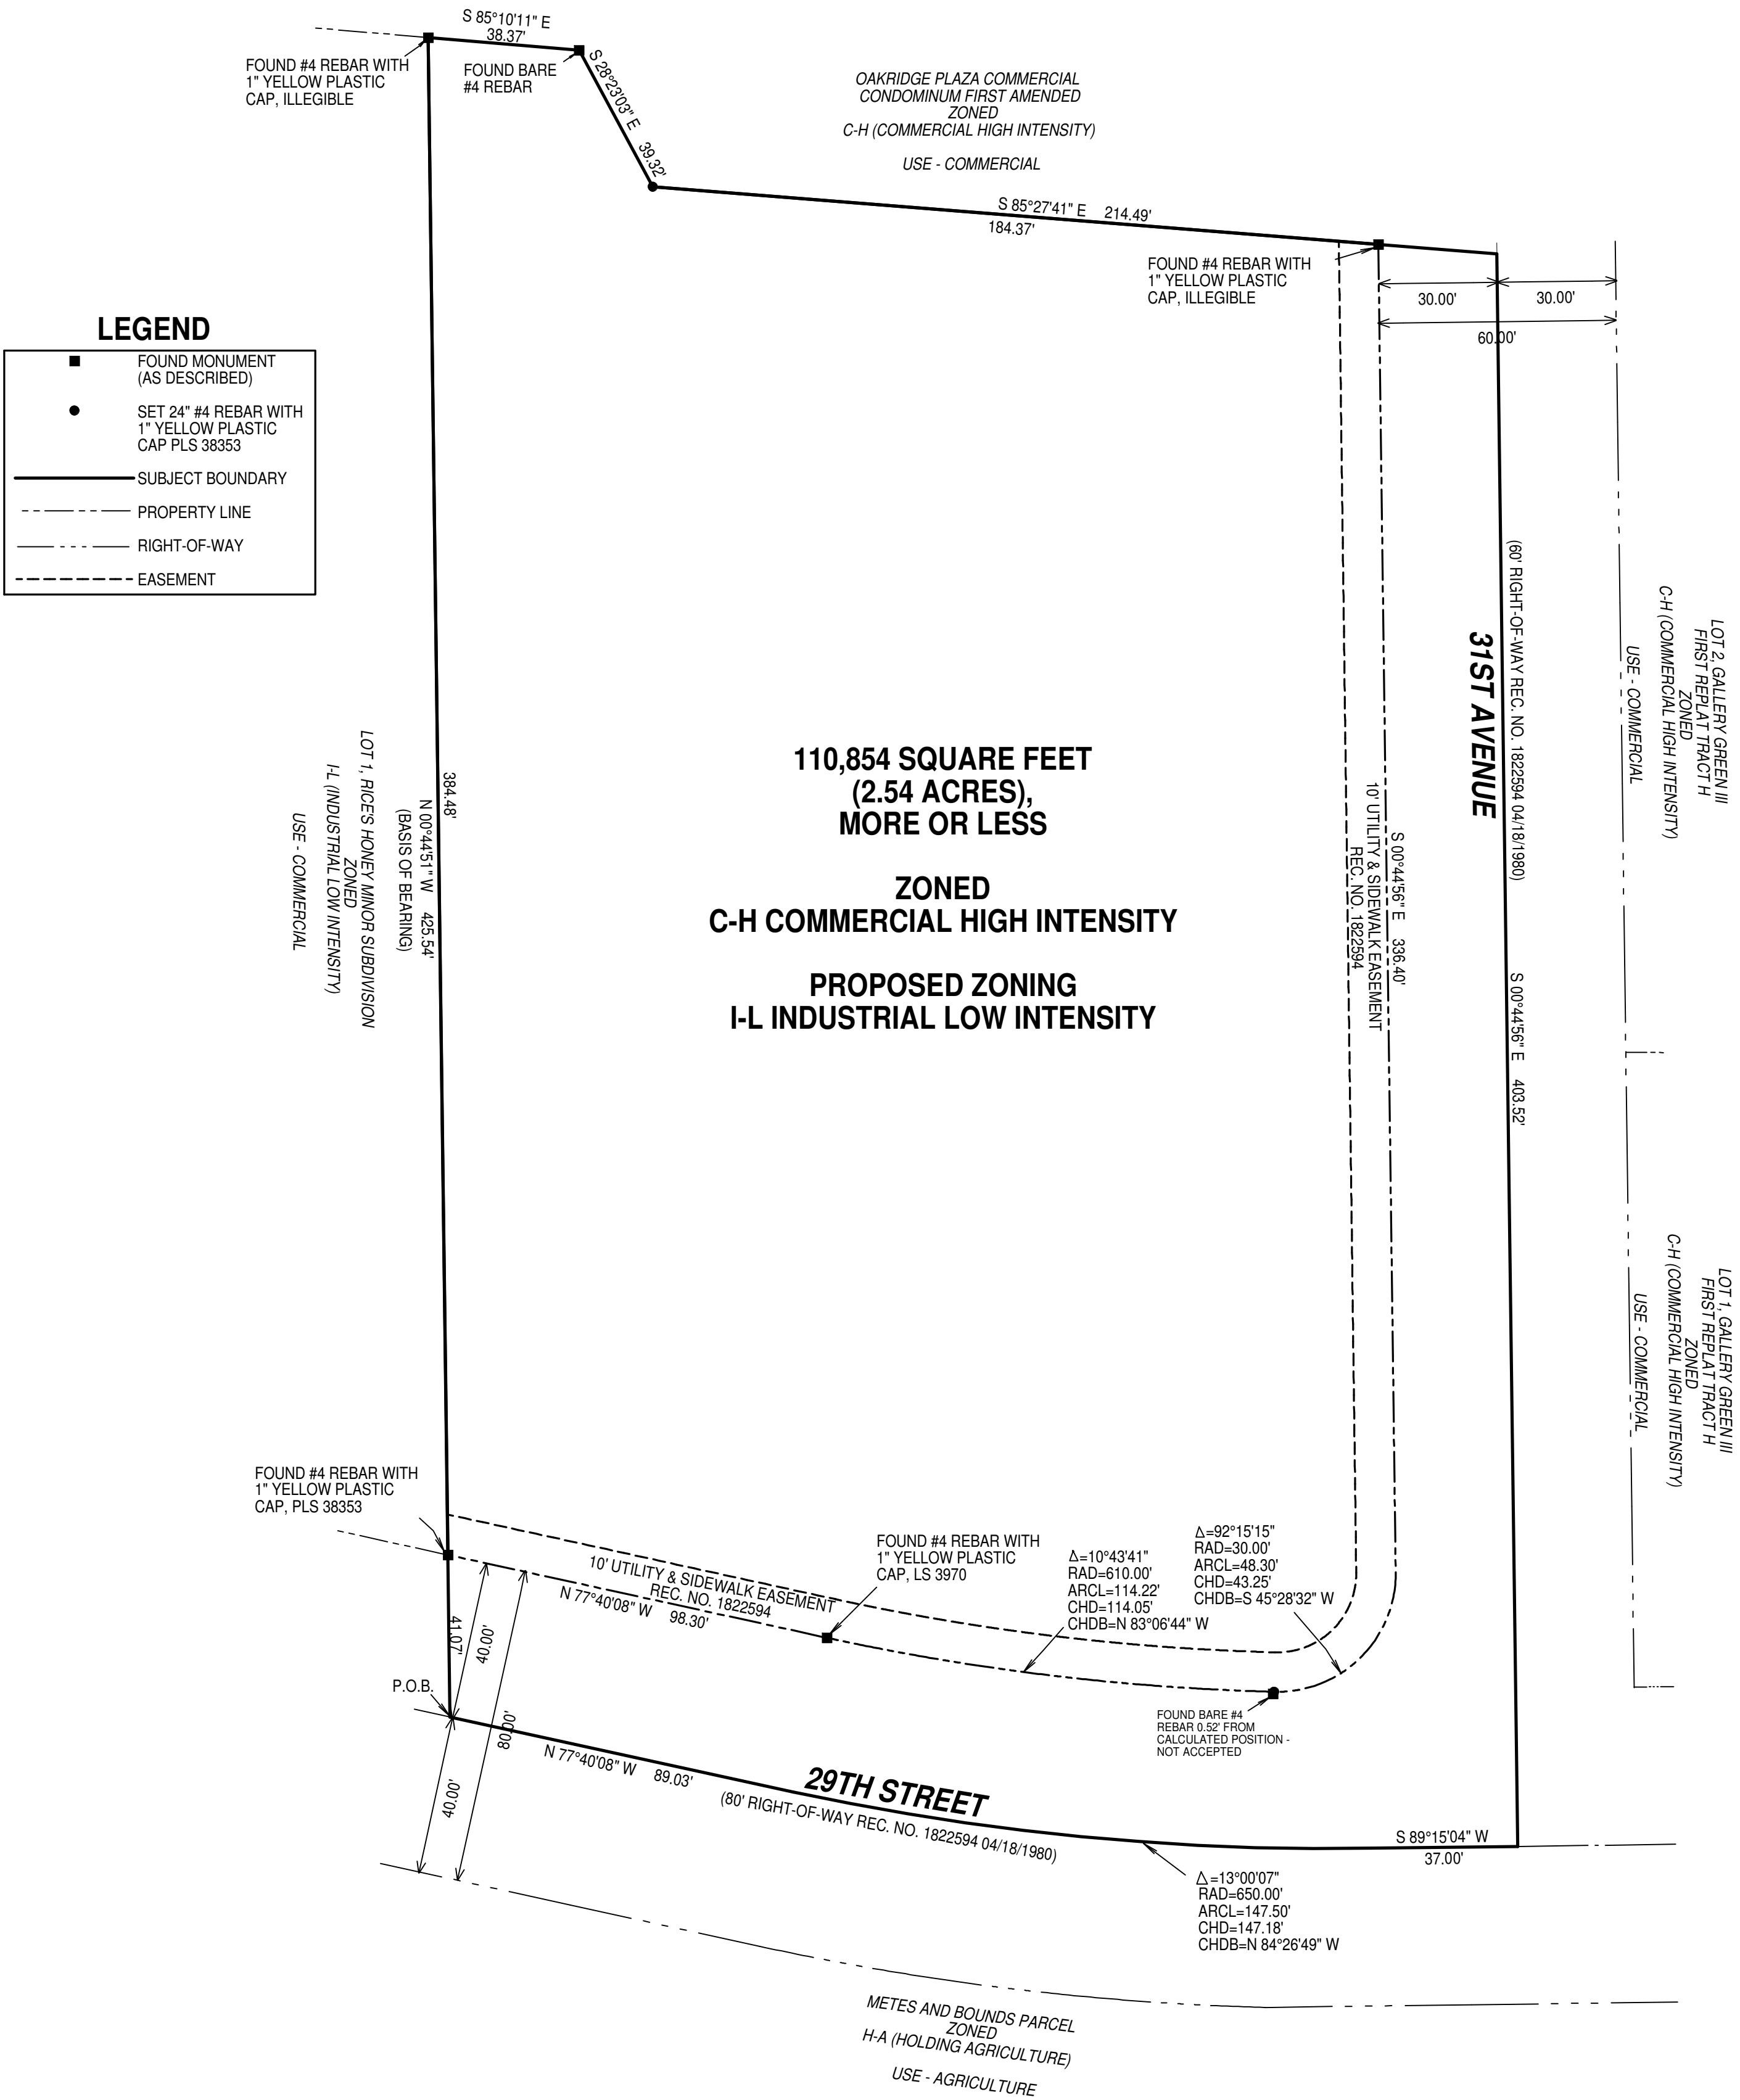 S 85°10'11" E
38.37'
FOUND #4 REBAR WITH
1" YELLOW PLASTIC
CAP, ILLEGIBLE
FOUND BARE
#4 REBAR
S 28°23'03" E 39.32'
OAKRIDGE PLAZA COMMERCIAL
CONDOMINUM FIRST AMENDED
ZONED
C-H (COMMERCIAL HIGH INTENSITY)
USE - COMMERCIAL
S 85°27'41" E 214.49'
184.37'
FOUND #4 REBAR WITH
1" YELLOW PLASTIC
CAP, ILLEGIBLE
30.00'
30.00'
60.00'
LEGEND
FOUND MONUMENT
(AS DESCRIBED)
SET 24" #4 REBAR WITH
1" YELLOW PLASTIC
CAP PLS 38353
SUBJECT BOUNDARY
PROPERTY LINE
RIGHT-OF-WAY
EASEMENT
384.48'
N 00°44'51" W 425.54'
(BASIS OF BEARING)
LOT 1, RICE'S HONEY MINOR SUBDIVISION
ZONED
I-L (INDUSTRIAL LOW INTENSITY)
USE - COMMERCIAL
110,854 SQUARE FEET
(2.54 ACRES),
MORE OR LESS
ZONED
C-H COMMERCIAL HIGH INTENSITY
PROPOSED ZONING
I-L INDUSTRIAL LOW INTENSITY
S 00°44'56" E 336.40'
10' UTILITY & SIDEWALK EASEMENT
REC. NO. 1822594
(60' RIGHT-OF-WAY REC. NO. 1822594 04/18/1980)
31ST AVENUE
S 00°44'56" E 403.52'
LOT 2, GALLERY GREEN III
FIRST REPLAT TRACT H
ZONED
C-H (COMMERCIAL HIGH INTENSITY)
USE - COMMERCIAL
LOT 1, GALLERY GREEN III
FIRST REPLAT TRACT H
ZONED
C-H (COMMERCIAL HIGH INTENSITY)
USE - COMMERCIAL
FOUND #4 REBAR WITH
1" YELLOW PLASTIC
CAP, PLS 38353
10' UTILITY & SIDEWALK EASEMENT
REC. NO. 1822594
N 77°40'08" W 98.30'
FOUND #4 REBAR WITH
1" YELLOW PLASTIC
CAP, LS 3970
Δ=10°43'41"
RAD=610.00'
ARCL=114.22'
CHD=114.05'
CHDB=N 83°06'44" W
Δ=92°15'15"
RAD=30.00'
ARCL=48.30'
CHD=43.25'
CHDB=S 45°28'32" W
41.07'
40.00'
80.00'
40.00'
P.O.B.
FOUND BARE #4
REBAR 0.52' FROM
CALCULATED POSITION -
NOT ACCEPTED
N 77°40'08" W 89.03'
29TH STREET
(80' RIGHT-OF-WAY REC. NO. 1822594 04/18/1980)
S 89°15'04" W
37.00'
Δ=13°00'07"
RAD=650.00'
ARCL=147.50'
CHD=147.18'
CHDB=N 84°26'49" W
METES AND BOUNDS PARCEL
ZONED
H-A (HOLDING AGRICULTURE)
USE - AGRICULTURE